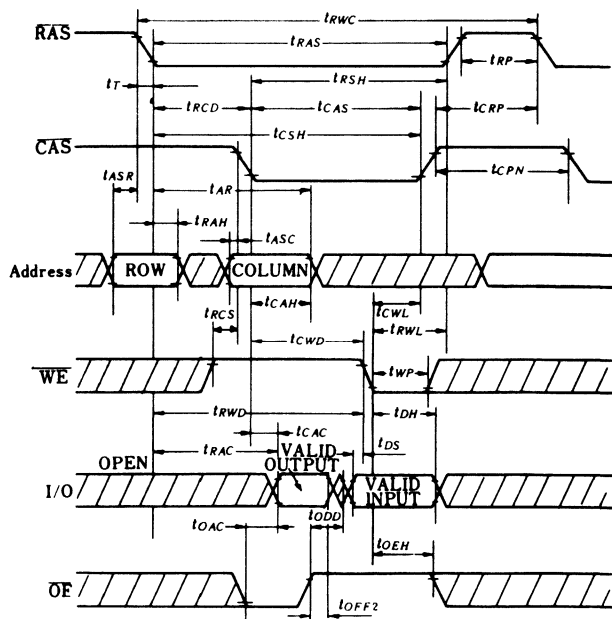 tRWC
RAS
tRAS
tRP
tT
tRSH
tRCD
tCAS
tCRP
tCSH
CAS
tCPN
tASR
tAR
tRAH
tASC
Address
ROW
COLUMN
tCAH
tCWL
tRCS
tRWL
tCWD
WE
tWP
tRWD
tDH
tCAC
tRAC
tDS
OPEN
VALID
OUTPUT
I/O
VALID
INPUT
tOAC
tODD
tOEH
OE
tOFF2